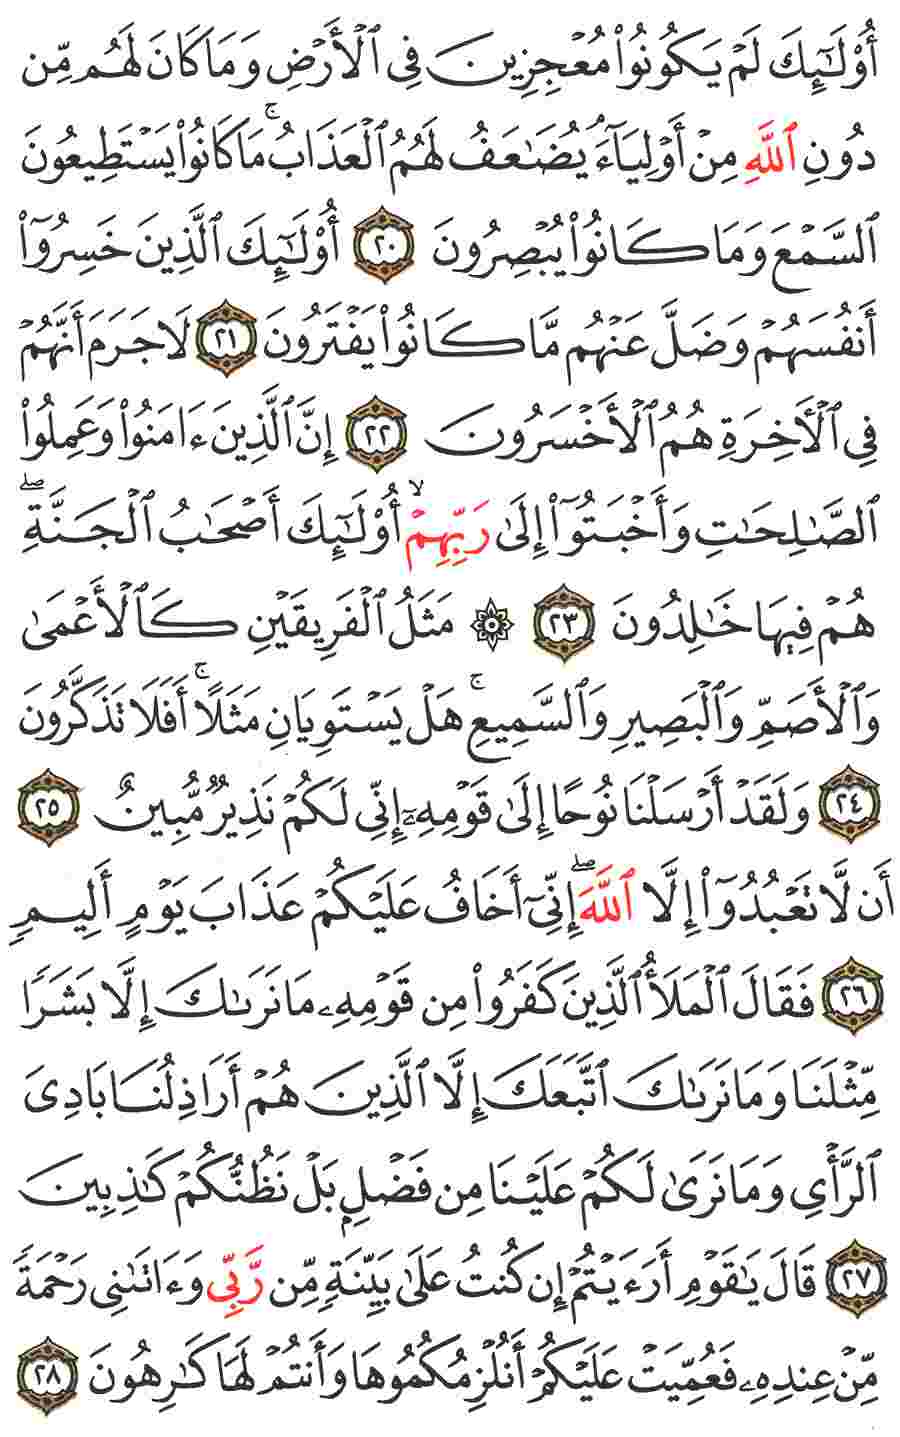 أُوْلَـٰٓئِكَ لَمۡ يَكُونُواْ مُعۡجِزِينَ فِي ٱلۡأَرۡضِ وَمَا كَانَ لَهُم مِّن
دُونِ ٱللَّهِ مِنۡ أَوۡلِيَآءَۘ يُضَٰعَفُ لَهُمُ ٱلۡعَذَابُۚ مَا كَانُواْ يَسۡتَطِيعُونَ
ٱلسَّمۡعَ وَمَا كَانُواْ يُبۡصِرُونَ ٢٠ أُوْلَـٰٓئِكَ ٱلَّذِينَ خَسِرُوٓاْ
أَنفُسَهُمۡ وَضَلَّ عَنۡهُم مَّا كَانُواْ يَفۡتَرُونَ ٢١ لَا جَرَمَ أَنَّهُمۡ
فِي ٱلۡأٓخِرَةِ هُمُ ٱلۡأَخۡسَرُونَ ٢٢ إِنَّ ٱلَّذِينَ ءَامَنُواْ وَعَمِلُواْ
ٱلصَّٰلِحَٰتِ وَأَخۡبَتُوٓاْ إِلَىٰ رَبِّهِمۡ أُوْلَـٰٓئِكَ أَصۡحَٰبُ ٱلۡجَنَّةِۖ
هُمۡ فِيهَا خَٰلِدُونَ ٢٣ ۞ مَثَلُ ٱلۡفَرِيقَيۡنِ كَٱلۡأَعۡمَىٰ
وَٱلۡأَصَمِّ وَٱلۡبَصِيرِ وَٱلسَّمِيعِۚ هَلۡ يَسۡتَوِيَانِ مَثَلًاۚ أَفَلَا تَذَكَّرُونَ
٢٤ وَلَقَدۡ أَرۡسَلۡنَا نُوحًا إِلَىٰ قَوۡمِهِۦٓ إِنِّي لَكُمۡ نَذِيرٞ مُّبِينٌ ٢٥
أَن لَّا تَعۡبُدُوٓاْ إِلَّا ٱللَّهَۖ إِنِّيٓ أَخَافُ عَلَيۡكُمۡ عَذَابَ يَوۡمٍ أَلِيمٖ
٢٦ فَقَالَ ٱلۡمَلَأُ ٱلَّذِينَ كَفَرُواْ مِن قَوۡمِهِۦ مَا نَرَىٰكَ إِلَّا بَشَرٗا
مِّثۡلَنَا وَمَا نَرَىٰكَ ٱتَّبَعَكَ إِلَّا ٱلَّذِينَ هُمۡ أَرَاذِلُنَا بَادِيَ
ٱلرَّأۡيِ وَمَا نَرَىٰ لَكُمۡ عَلَيۡنَا مِن فَضۡلِۭ بَلۡ نَظُنُّكُمۡ كَٰذِبِينَ
٢٧ قَالَ يَٰقَوۡمِ أَرَءَيۡتُمۡ إِن كُنتُ عَلَىٰ بَيِّنَةٖ مِّن رَّبِّي وَءَاتَىٰنِي رَحۡمَةٗ
مِّنۡ عِندِهِۦ فَعُمِّيَتۡ عَلَيۡكُمۡ أَنُلۡزِمُكُمُوهَا وَأَنتُمۡ لَهَا كَٰرِهُونَ ٢٨